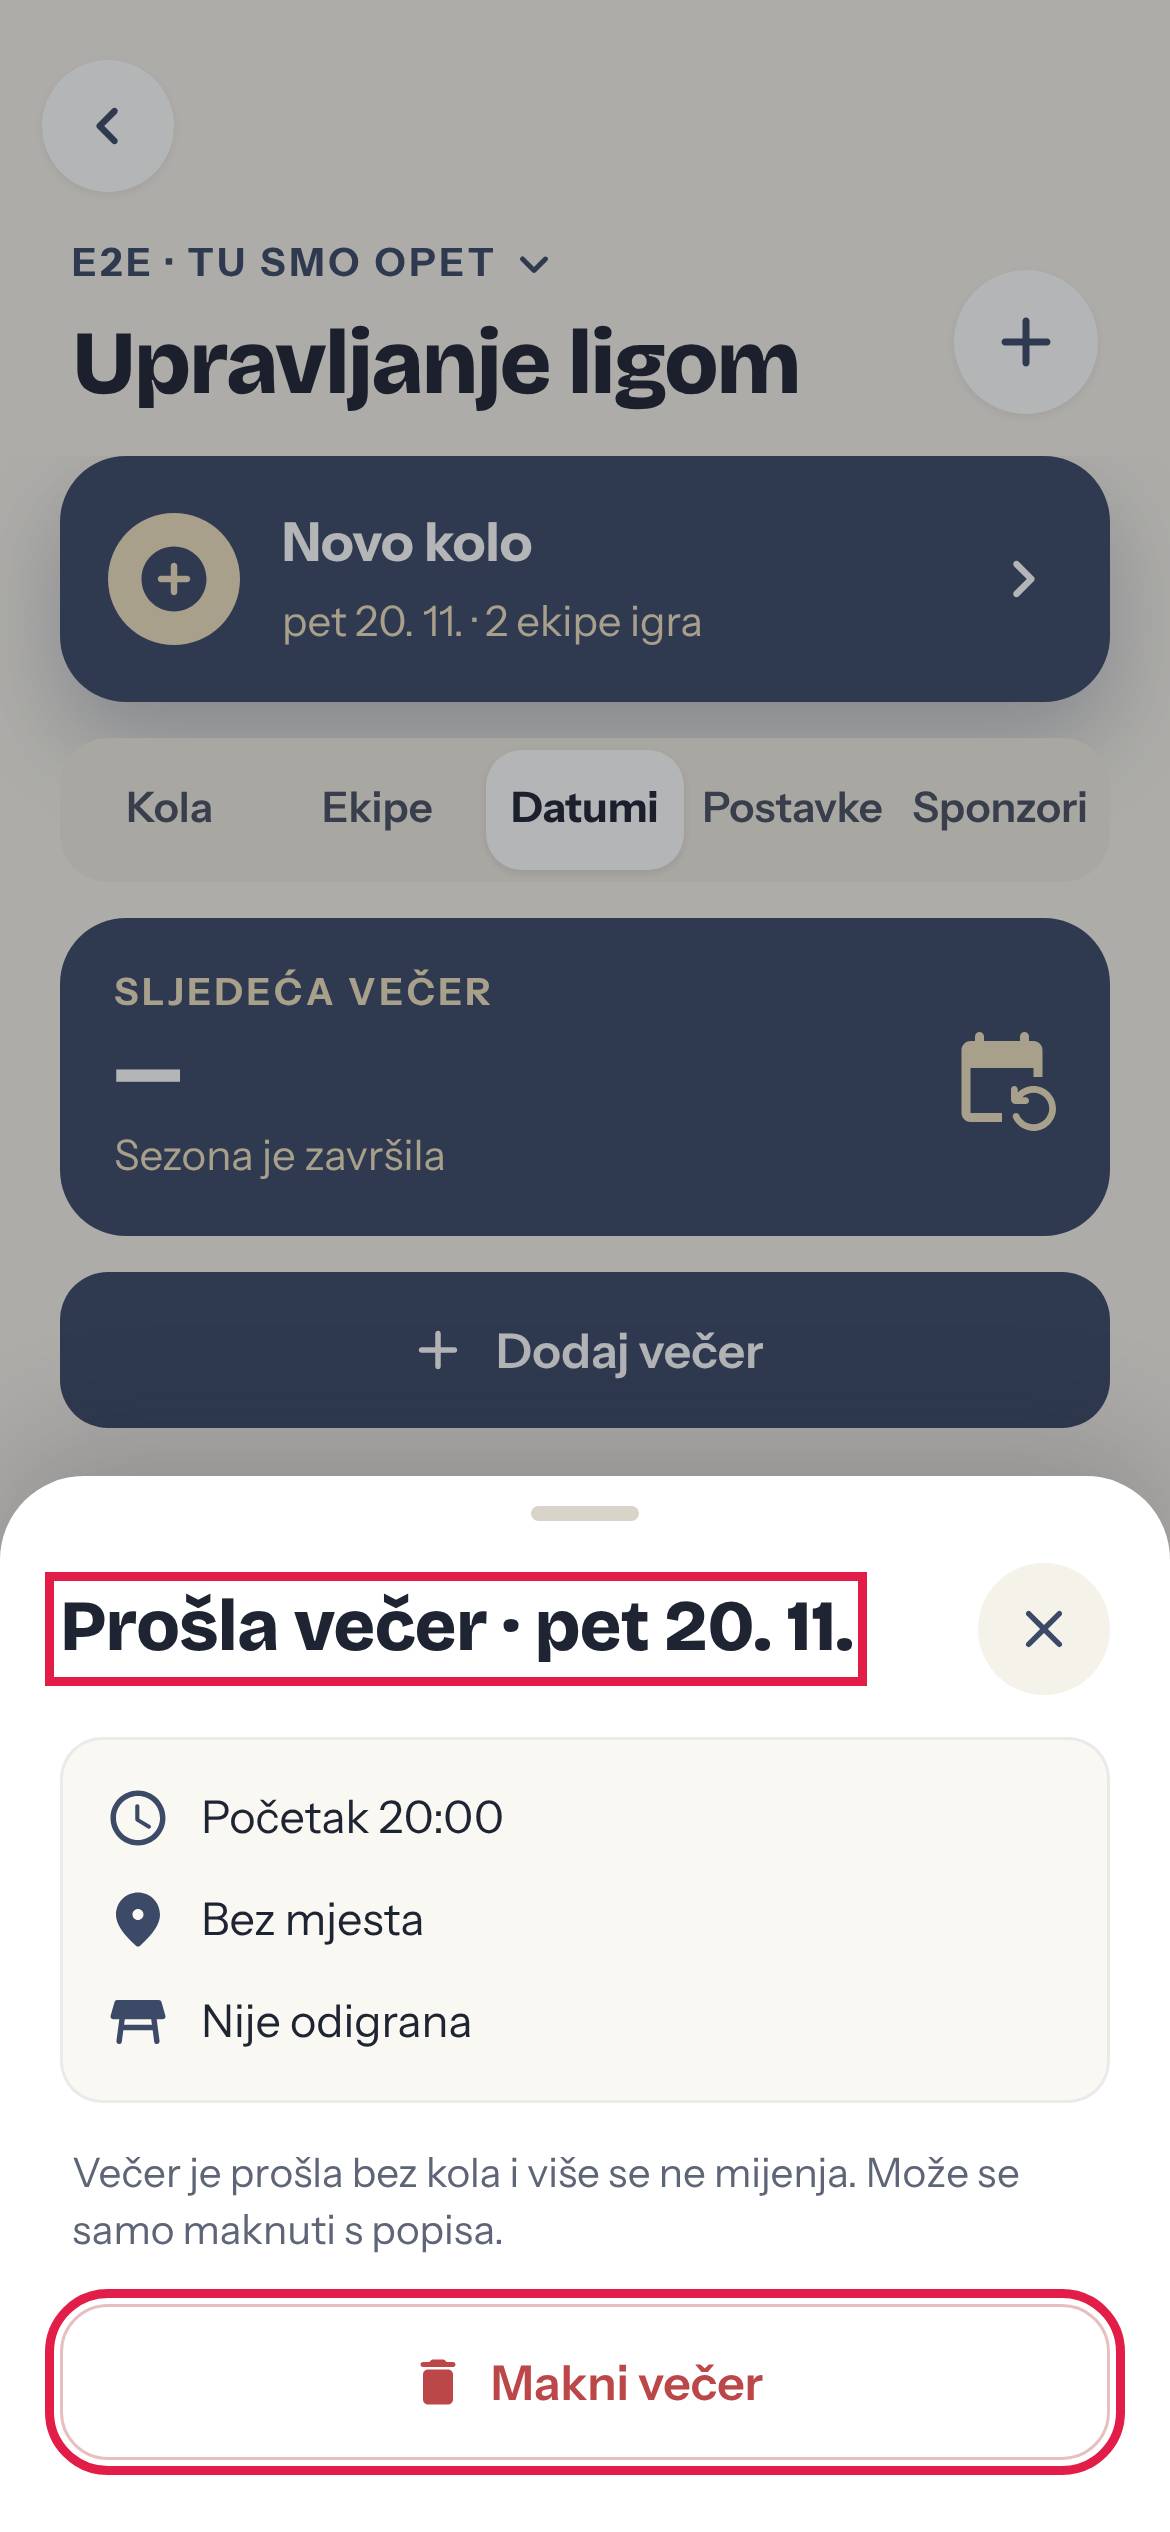 E2E · TU SMO OPET
Upravljanje ligom
Novo kolo
pet 20. 11. · 2 ekipe igra
Kola Ekipe Datumi Postavke Sponzori
SLJEDEĆA VEČER
—
Sezona je završila
Dodaj večer
Prošla večer · pet 20. 11.
Početak 20:00
Bez mjesta
Nije odigrana
Večer je prošla bez kola i više se ne mijenja. Može se
samo maknuti s popisa.
Makni večer